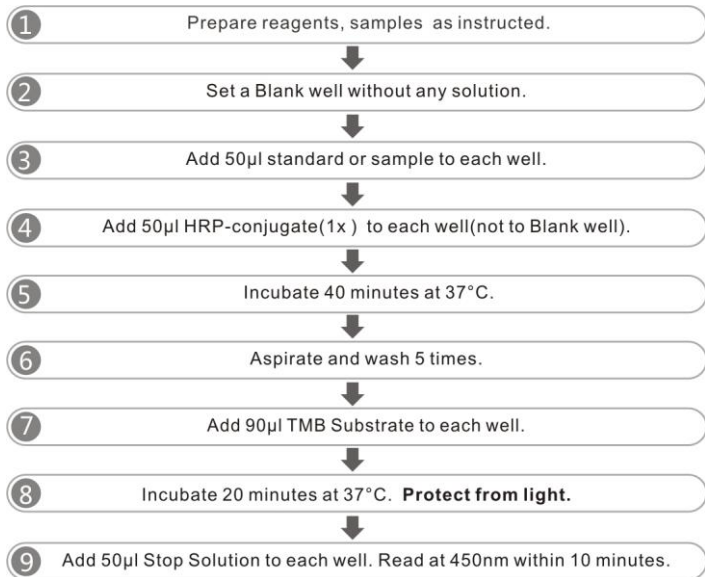 1 Prepare reagents, samples as instructed.
2 Set a Blank well without any solution.
3 Add 50μl standard or sample to each well.
4 Add 50μl HRP-conjugate(1x ) to each well(not to Blank well).
5 Incubate 40 minutes at 37°C.
6 Aspirate and wash 5 times.
7 Add 90μl TMB Substrate to each well.
8 Incubate 20 minutes at 37°C. Protect from light.
9 Add 50μl Stop Solution to each well. Read at 450nm within 10 minutes.